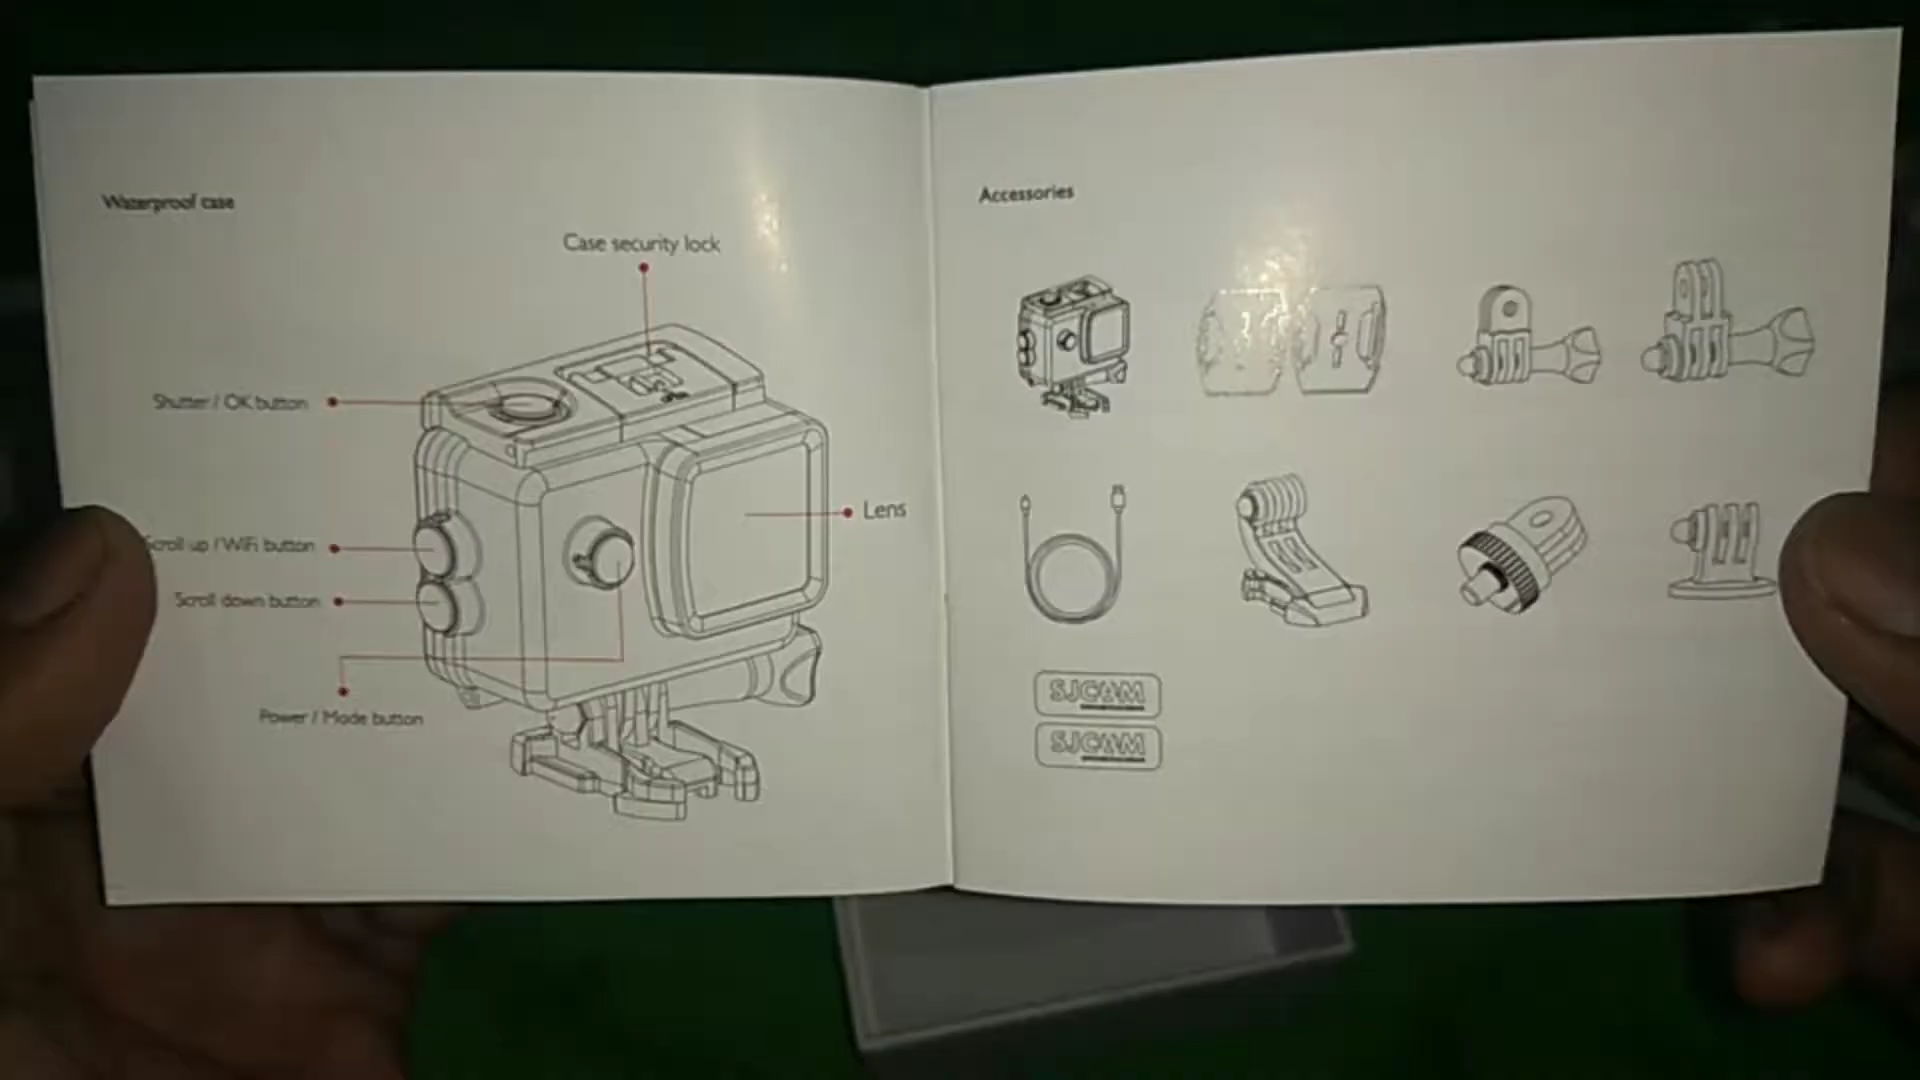 Waterproof case
Case security lock
Shutter / OK button
Lens
Scroll up / WiFi button
Scroll down button
Power / Mode button
Accessories
SJCAM
SJCAM